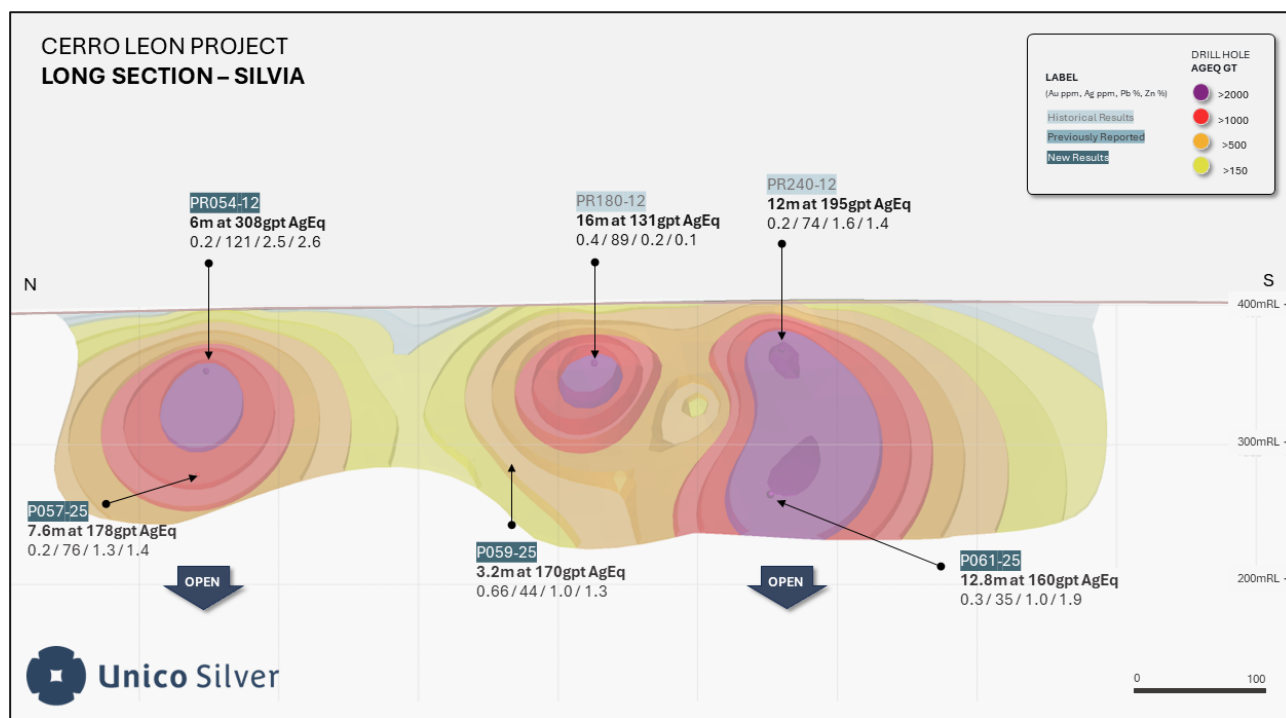 CERRO LEON PROJECT
LONG SECTION – SILVIA
DRILL HOLE
AGEQ GT
LABEL
(Au ppm, Ag ppm, Pb %, Zn %)
>2000
Historical Results
>1000
Previously Reported
>500
New Results
>150
PR054-12
6m at 308gpt AgEq
0.2 / 121 / 2.5 / 2.6
PR180-12
16m at 131gpt AgEq
0.4 / 89 / 0.2 / 0.1
PR240-12
12m at 195gpt AgEq
0.2 / 74 / 1.6 / 1.4
N
S
400mRL
300mRL
200mRL
P057-25
7.6m at 178gpt AgEq
0.2 / 76 / 1.3 / 1.4
OPEN
P059-25
3.2m at 170gpt AgEq
0.66 / 44 / 1.0 / 1.3
OPEN
P061-25
12.8m at 160gpt AgEq
0.3 / 35 / 1.0 / 1.9
Unico Silver
0 100